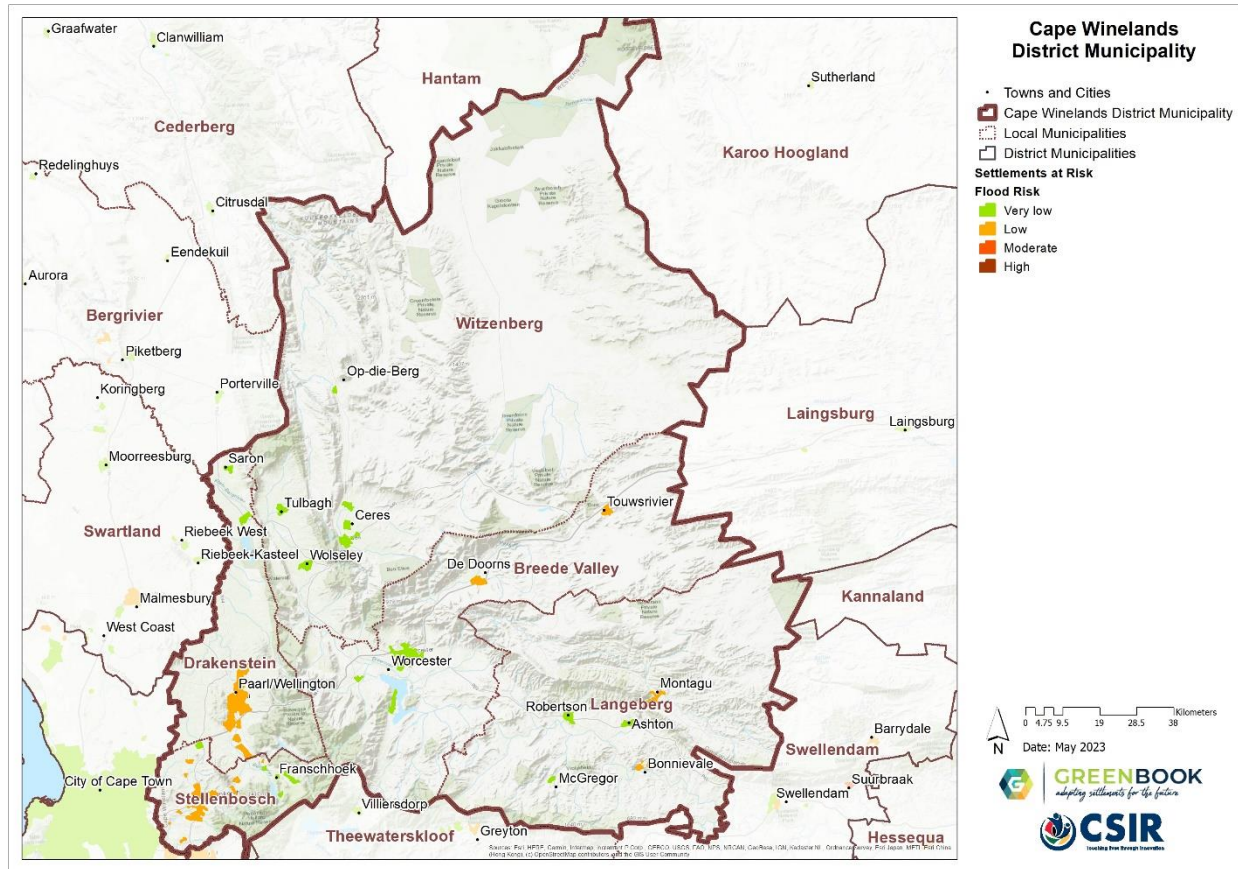 Cape Winelands
District Municipality
Towns and Cities
Cape Winelands District Municipality
Local Municipalities
District Municipalities
Settlements at Risk
Flood Risk
Very low
Low
Moderate
High
Graafwater
Clanwilliam
Hantam
Sutherland
Cederberg
Karoo Hoogland
Redelinghuys
Citrusdal
Eendekuil
Aurora
Bergrivier
Witzenberg
Piketberg
Op-die-Berg
Koringberg
Porterville
Laingsburg
Laingsburg
Moorreesburg
Saron
Tulbagh
Touwsrivier
Ceres
Swartland
Riebeek West
Riebeek-Kasteel
Wolseley
De Doorns
Breede Valley
Malmesbury
Kannaland
West Coast
Drakenstein
Worcester
Paarl/Wellington
Montagu
Robertson
Langeberg
Ashton
Barrydale
Swellendam
Bonnievale
Franschhoek
McGregor
City of Cape Town
Stellenbosch
Suurbraak
Swellendam
Villiersdorp
Theewaterskloof
Greyton
Hessequa
Kilometers
0 4.75 9.5 19 28.5 38
N
Date: May 2023
GREENBOOK
adapting settlements for the future
CSIR
Touching lives through innovation